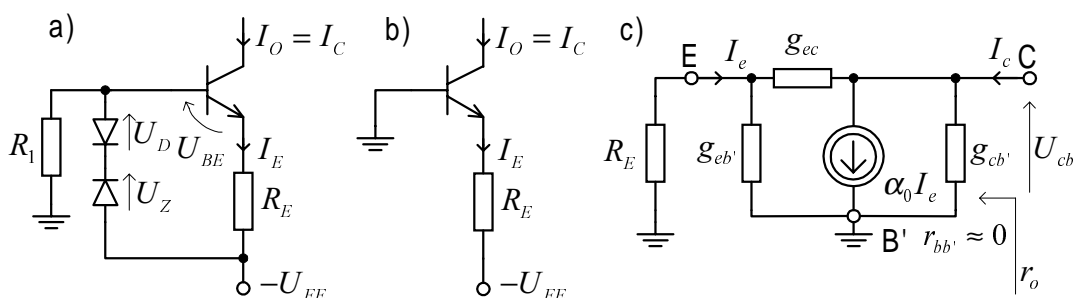 a)
I_O = I_C
R_1
U_D
U_BE
U_Z
I_E
R_E
−U_EE
b)
I_O = I_C
I_E
R_E
−U_EE
c)
E
I_e
g_ec
I_c
C
R_E
g_eb'
α_0 I_e
g_cb'
U_cb
B'
r_bb' ≈ 0
r_o